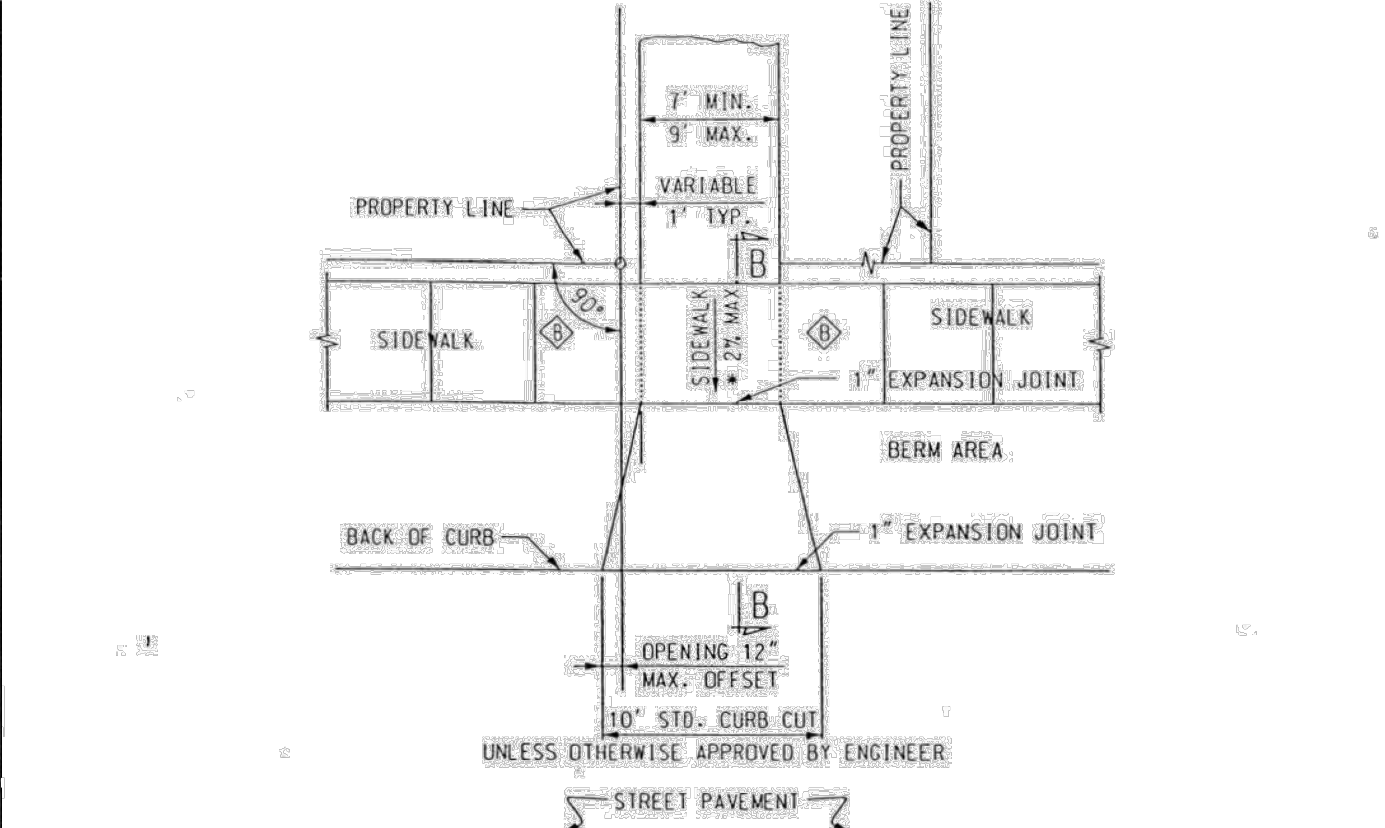 PROPERTY LINE
7' MIN.
9' MAX.
VARIABLE
1' TYP.
PROPERTY LINE
B
90°
SIDEWALK
* 2% MAX.
SIDEWALK
B
B
SIDEWALK
1" EXPANSION JOINT
BERM AREA
BACK OF CURB
1" EXPANSION JOINT
B
OPENING 12"
MAX. OFFSET
10' STD. CURB CUT
UNLESS OTHERWISE APPROVED BY ENGINEER
STREET PAVEMENT